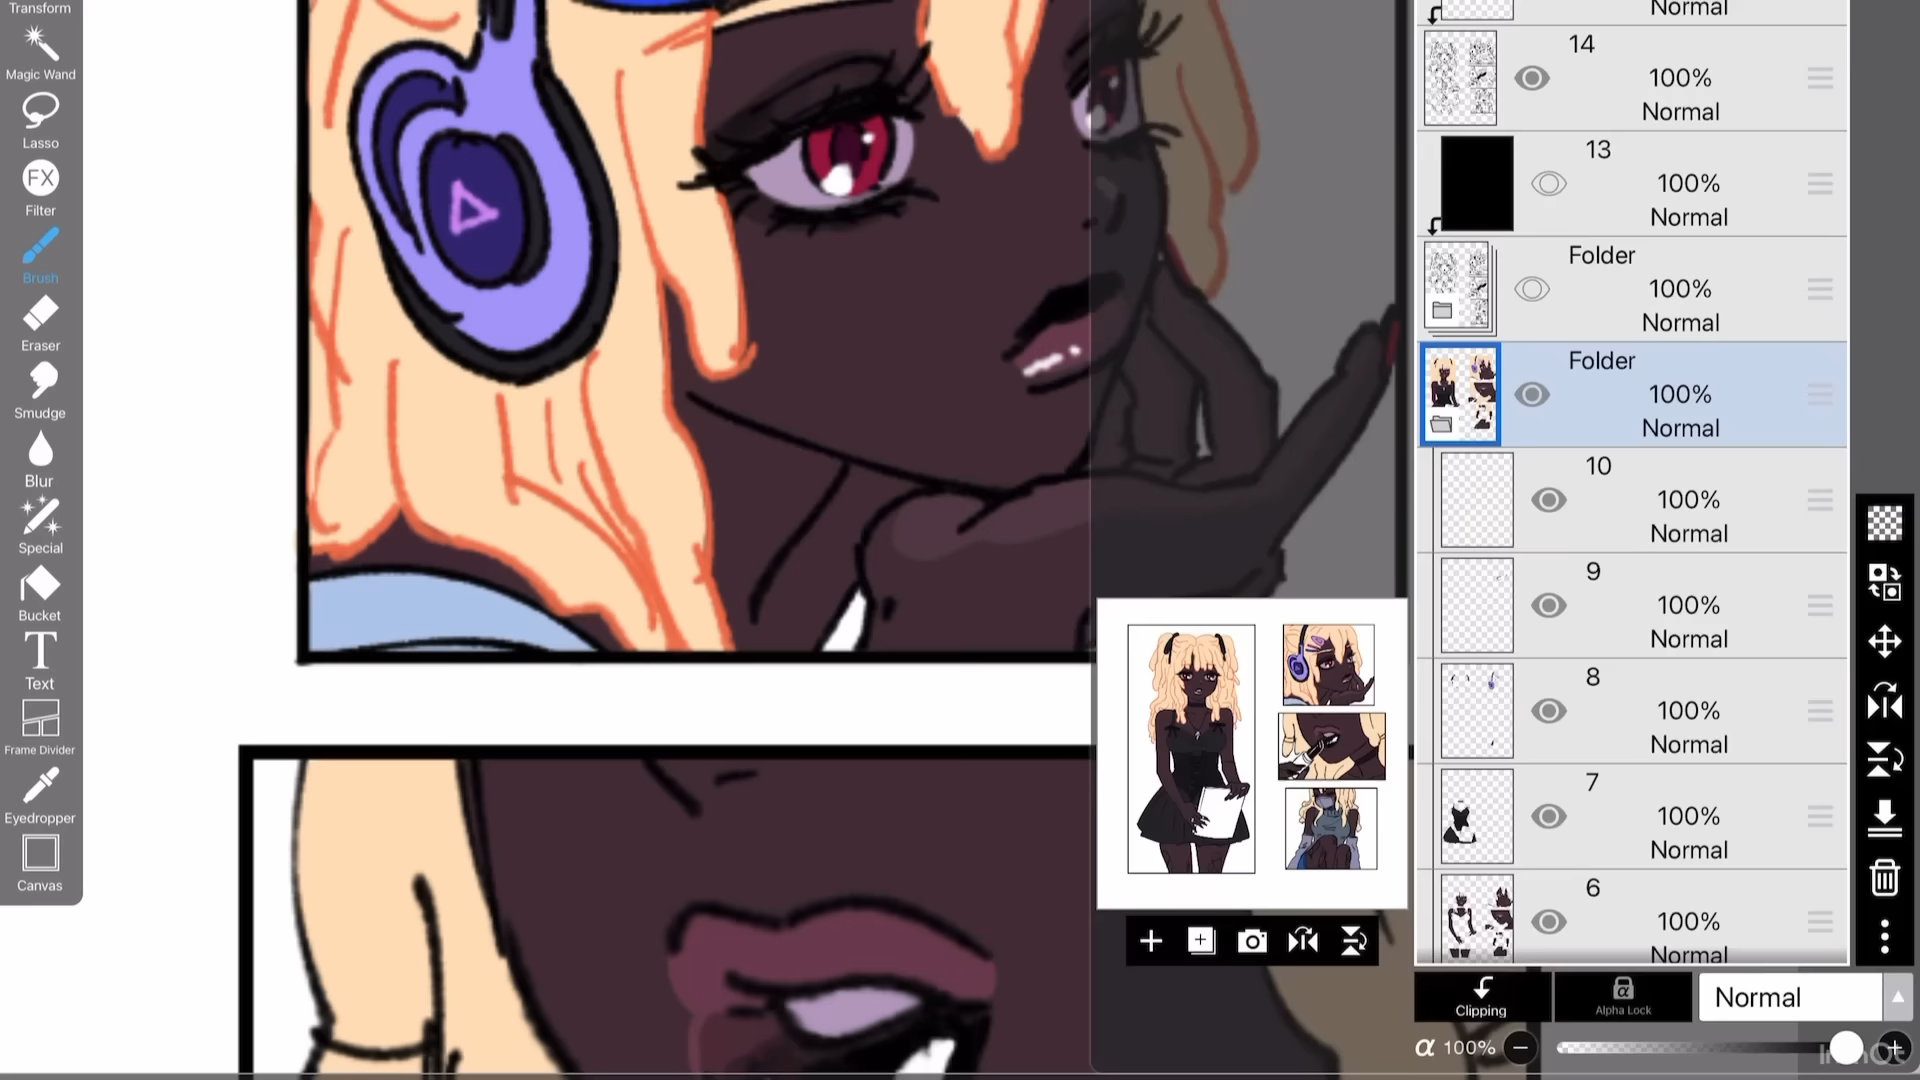 Transform
Magic Wand
Lasso
FX
Filter
Brush
Eraser
Smudge
Blur
Special
Bucket
T
Text
Frame Divider
Eyedropper
Canvas
Normal
14
100%
Normal
13
100%
Normal
Folder
100%
Normal
Folder
100%
Normal
10
100%
Normal
9
100%
Normal
8
100%
Normal
7
100%
Normal
6
100%
Normal
Clipping
α
Alpha Lock
Normal
α 100%